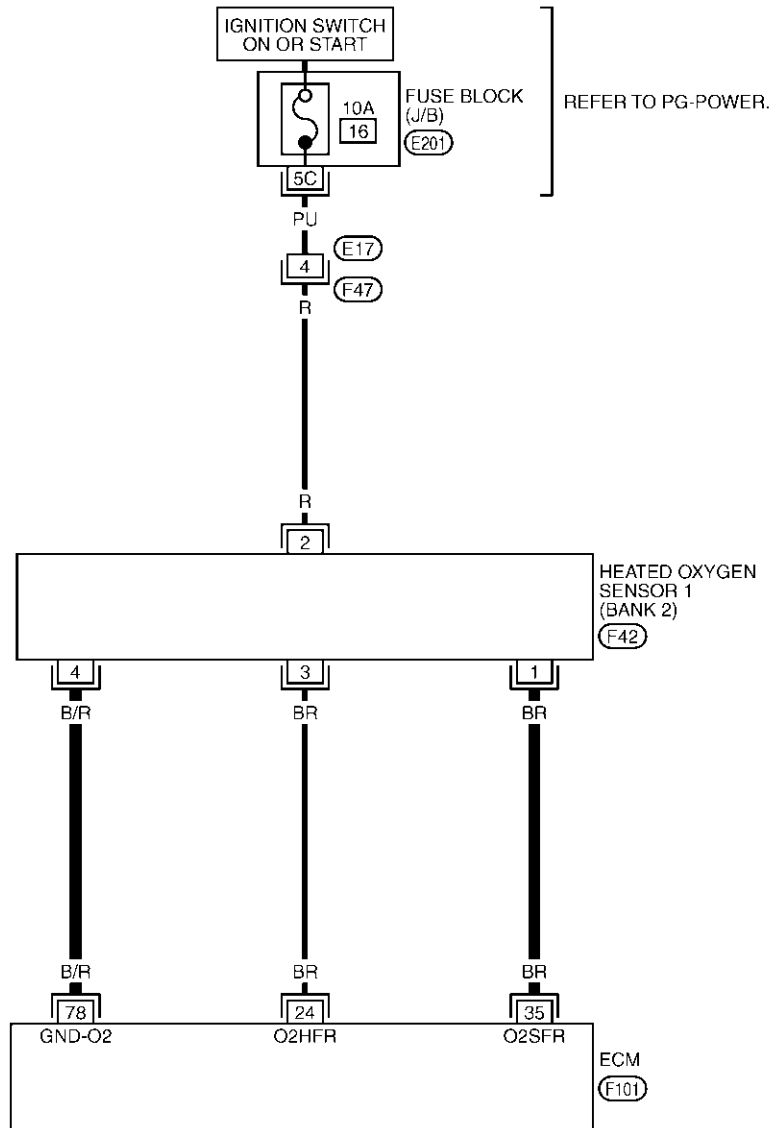 IGNITION SWITCH
ON OR START
FUSE BLOCK
(J/B)
10A
16
E201
REFER TO PG-POWER.
5C
PU
E17
4
F47
R
R
2
HEATED OXYGEN
SENSOR 1
(BANK 2)
F42
4 3 1
B/R BR BR
B/R BR BR
78 24 35
GND-O2 O2HFR O2SFR
ECM
F101